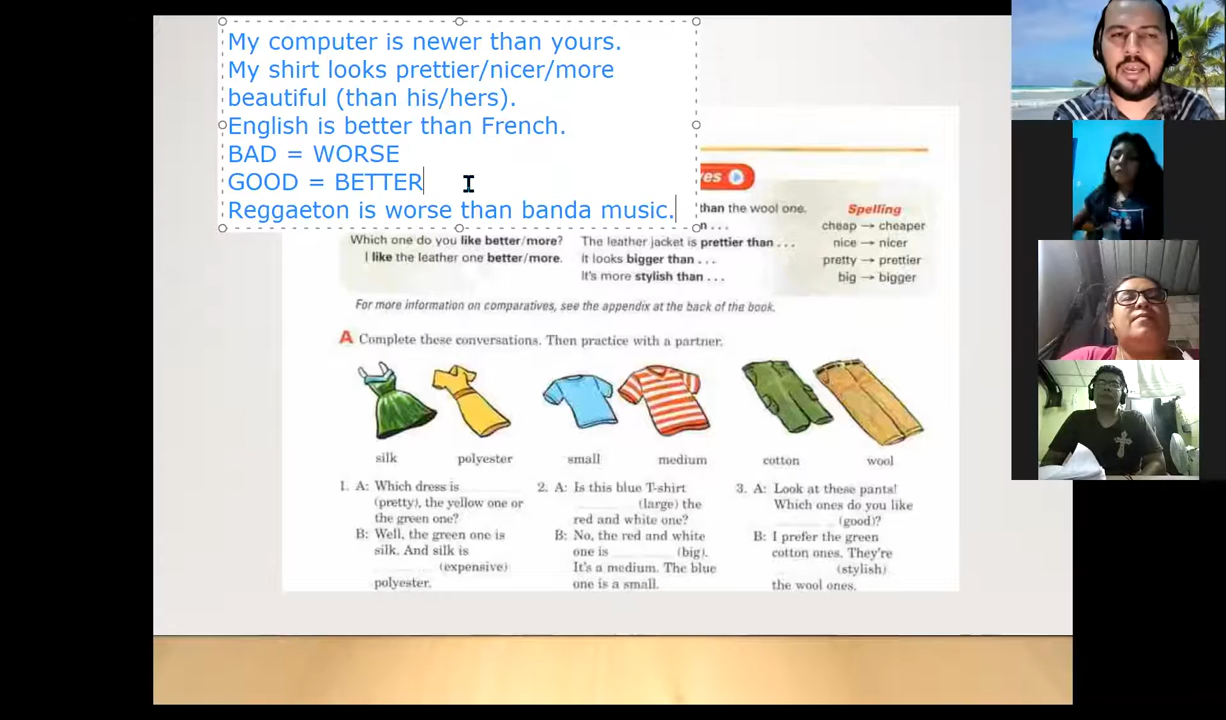 My computer is newer than yours.
My shirt looks prettier/nicer/more
beautiful (than his/hers).
English is better than French.
BAD = WORSE
GOOD = BETTER
Reggaeton is worse than banda music.
than the wool one.
Which one do you like better/more?
I like the leather one better/more.
The leather jacket is prettier than . . .
It looks bigger than . . .
It's more stylish than . . .
Spelling
cheap → cheaper
nice → nicer
pretty → prettier
big → bigger
For more information on comparatives, see the appendix at the back of the book.
A Complete these conversations. Then practice with a partner.
silk
polyester
small
medium
cotton
wool
1. A: Which dress is
(pretty), the yellow one or
the green one?
B: Well, the green one is
silk. And silk is
(expensive)
polyester.
2. A: Is this blue T-shirt
(large) the
red and white one?
B: No, the red and white
one is (big).
It's a medium. The blue
one is a small.
3. A: Look at these pants!
Which ones do you like
(good)?
B: I prefer the green
cotton ones. They're
(stylish)
the wool ones.